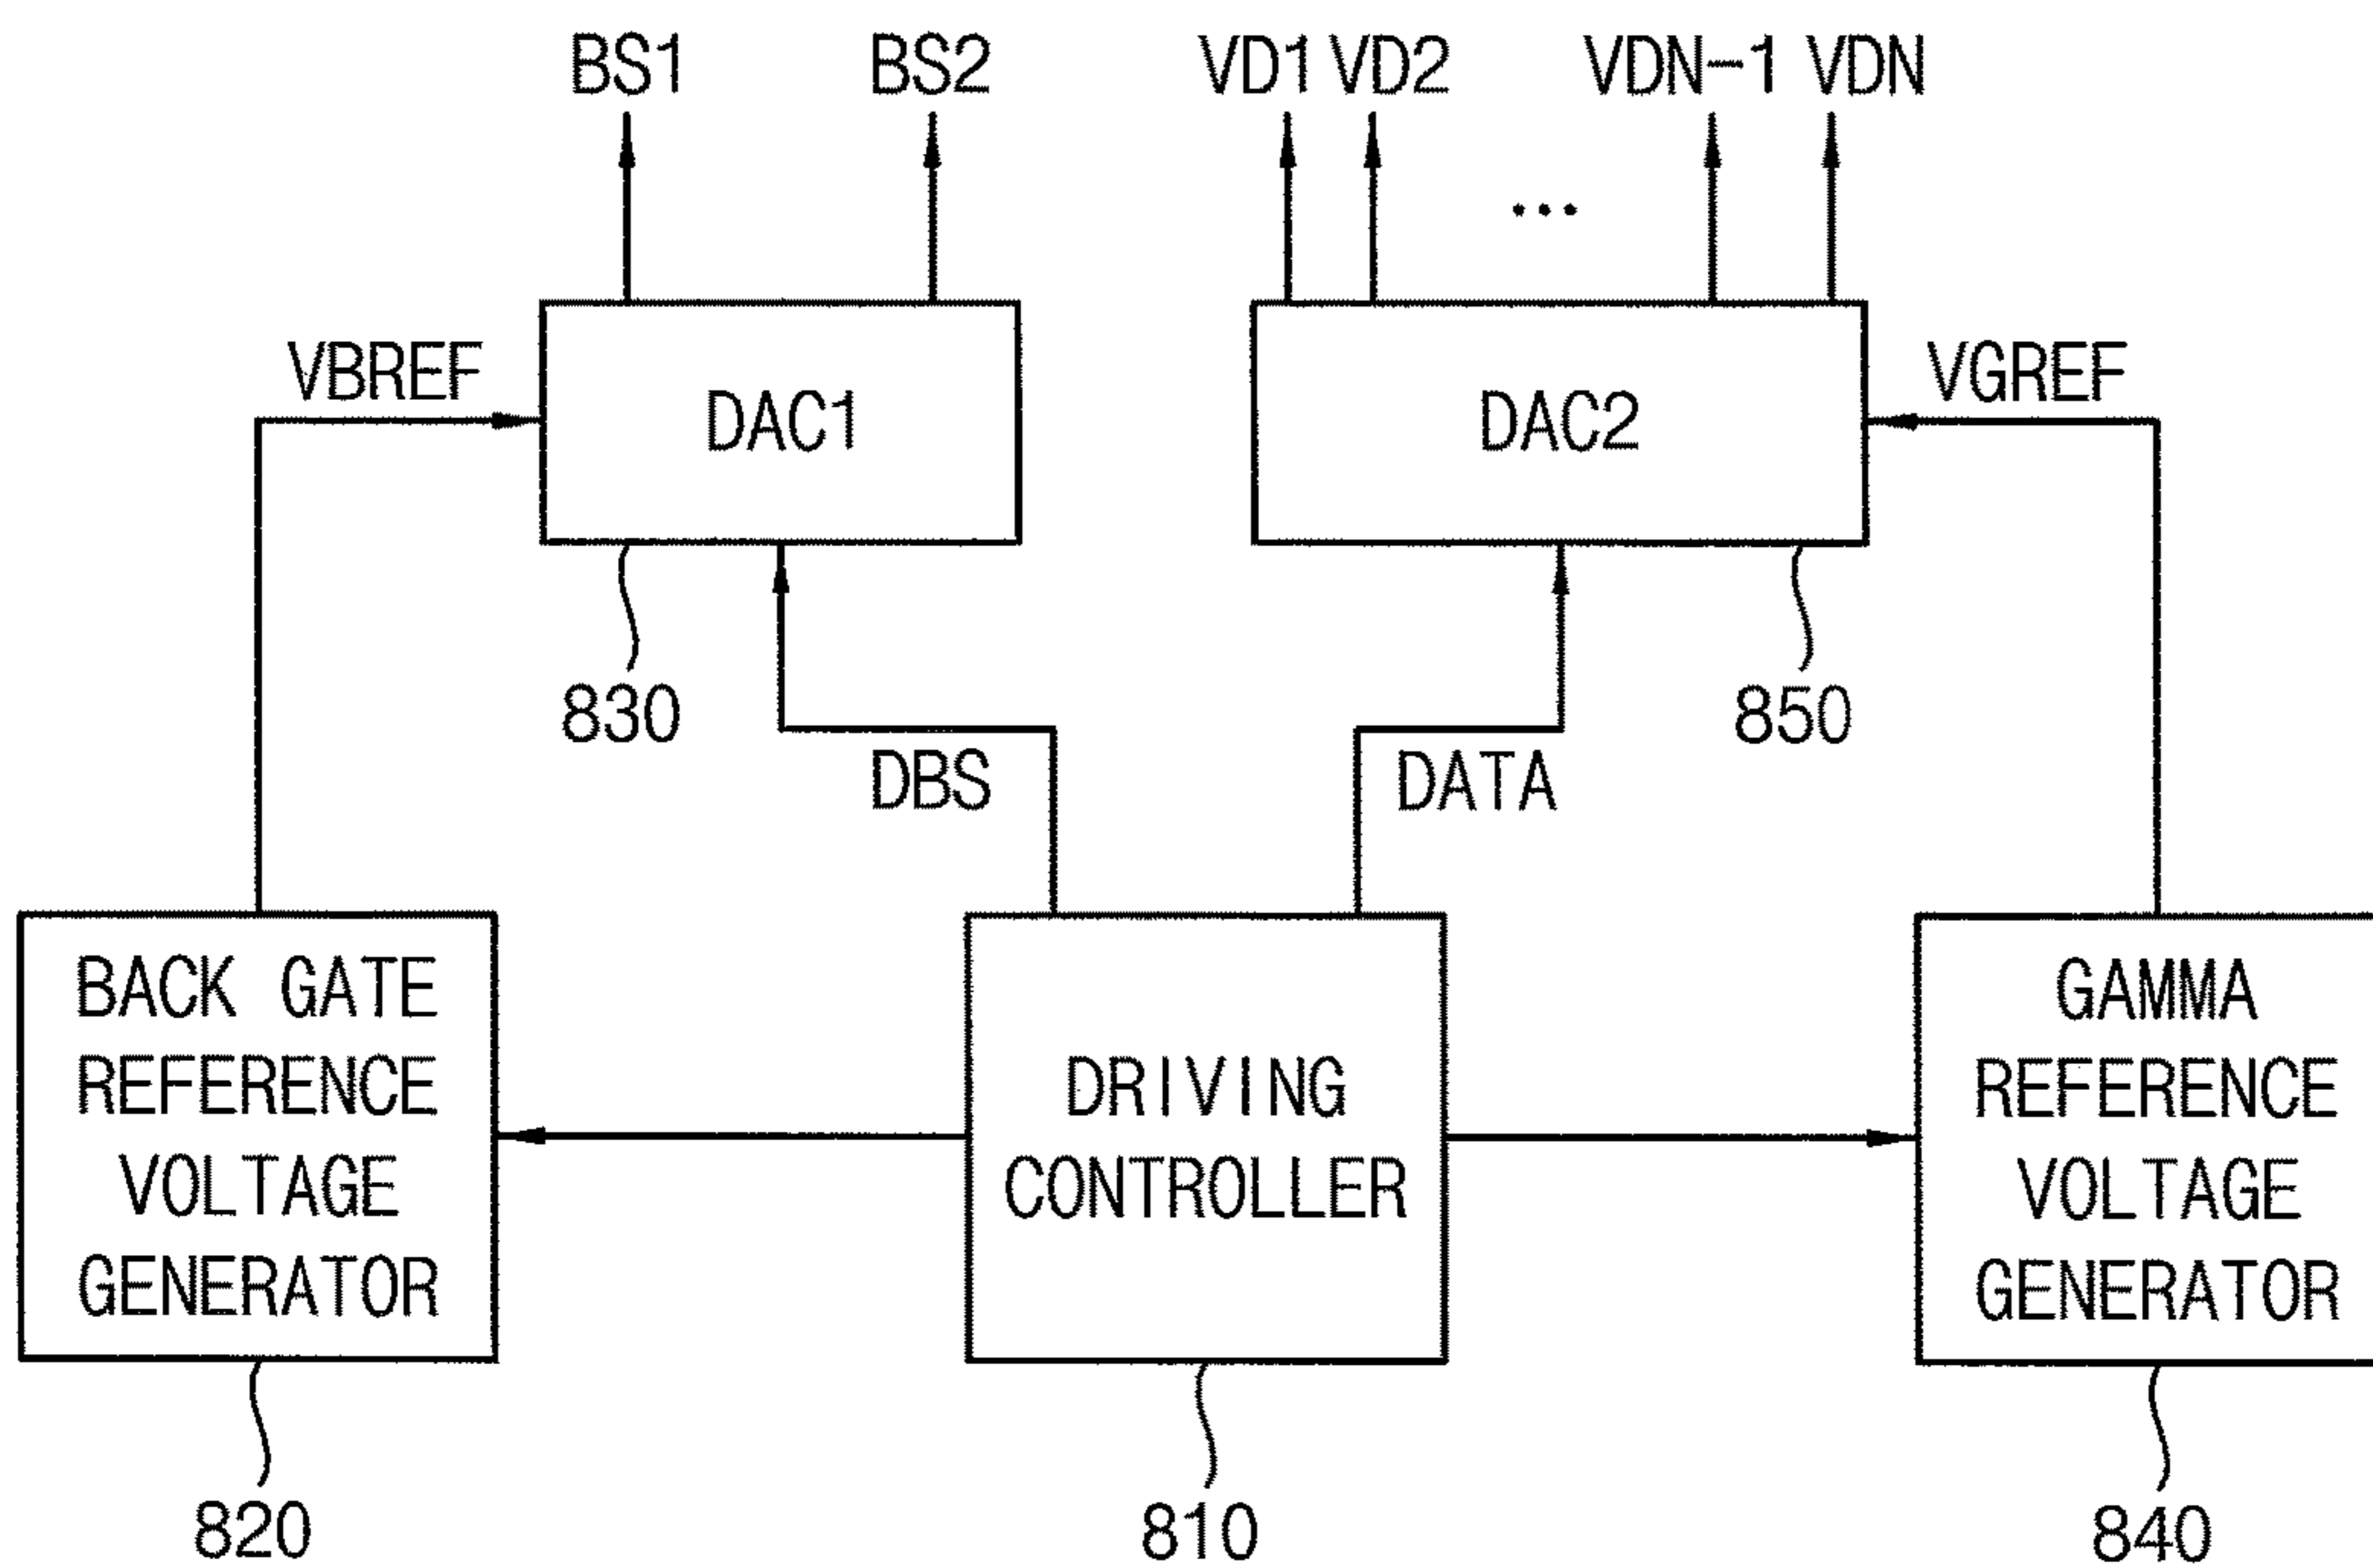 BS1 BS2 VD1 VD2 ... VDN-1 VDN
VBREF DAC1 DAC2 VGREF
830 850
DBS DATA
BACK GATE
REFERENCE
VOLTAGE
GENERATOR
DRIVING
CONTROLLER
GAMMA
REFERENCE
VOLTAGE
GENERATOR
820 810 840